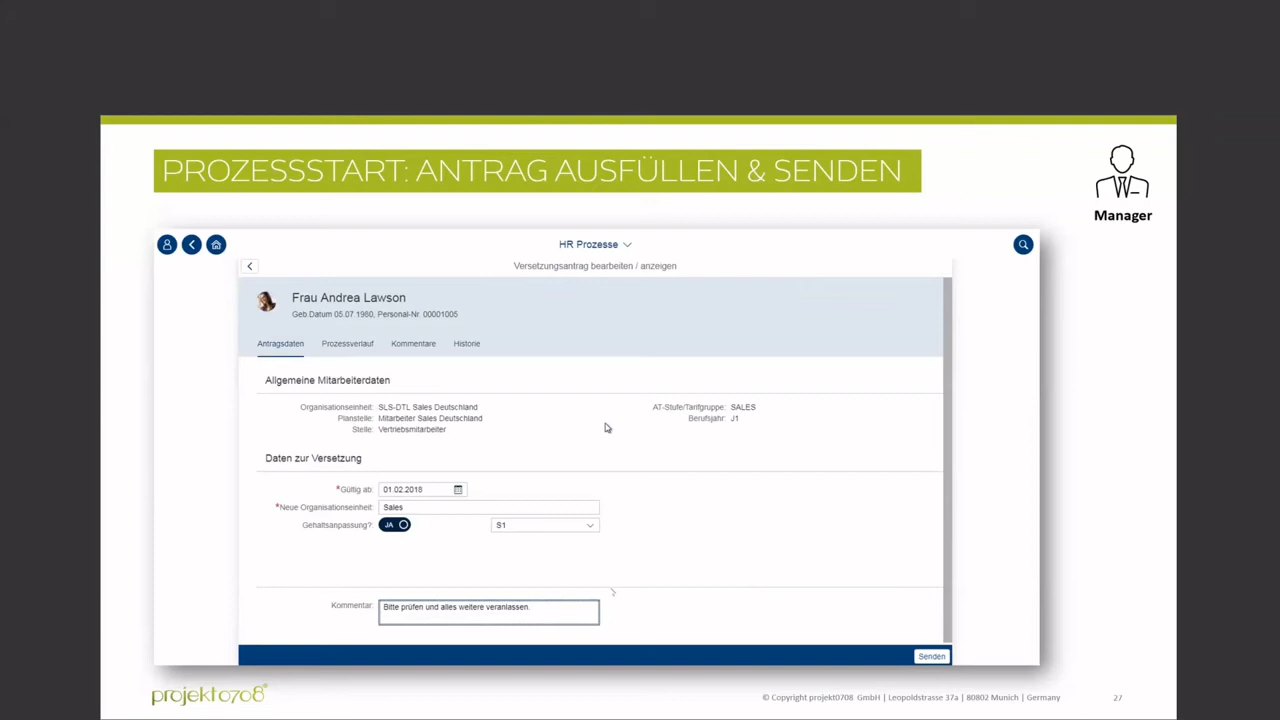 PROZESSSTART: ANTRAG AUSFÜLLEN & SENDEN
Manager
HR Prozesse
Versetzungsantrag bearbeiten / anzeigen
Frau Andrea Lawson
Geb.Datum 05.07.1980, Personal-Nr. 00001005
Antragsdaten Prozessverlauf Kommentare Historie
Allgemeine Mitarbeiterdaten
Organisationseinheit: SLS-DTL Sales Deutschland AT-Stufe/Tarifgruppe: SALES
Planstelle: Mitarbeiter Sales Deutschland Berufsjahr: J1
Stelle: Vertriebsmitarbeiter
Daten zur Versetzung
*Gültig ab: 01.02.2018
*Neue Organisationseinheit: Sales
Gehaltsanpassung?: JA S1
Kommentar: Bitte prüfen und alles weitere veranlassen.
Senden
projekt0708
© Copyright projekt0708 GmbH | Leopoldstrasse 37a | 80802 Munich | Germany 27